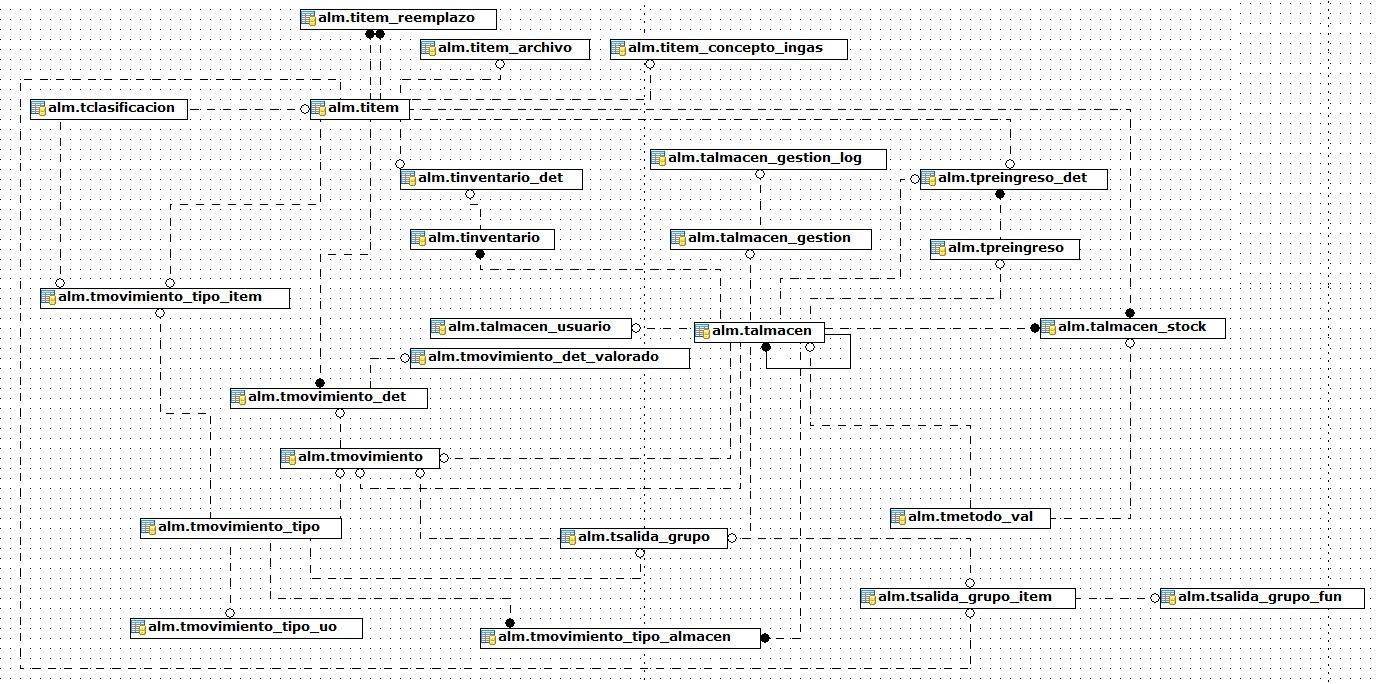 alm.titem_reemplazo
alm.titem_archivo
alm.titem_concepto_ingas
alm.tclasificacion
alm.titem
alm.talmacen_gestion_log
alm.tinventario_det
alm.tpreingreso_det
alm.tinventario
alm.talmacen_gestion
alm.tpreingreso
alm.tmovimiento_tipo_item
alm.talmacen_usuario
alm.talmacen
alm.talmacen_stock
alm.tmovimiento_det_valorado
alm.tmovimiento_det
alm.tmovimiento
alm.tmovimiento_tipo
alm.tmetodo_val
alm.tsalida_grupo
alm.tsalida_grupo_item
alm.tsalida_grupo_fun
alm.tmovimiento_tipo_uo
alm.tmovimiento_tipo_almacen